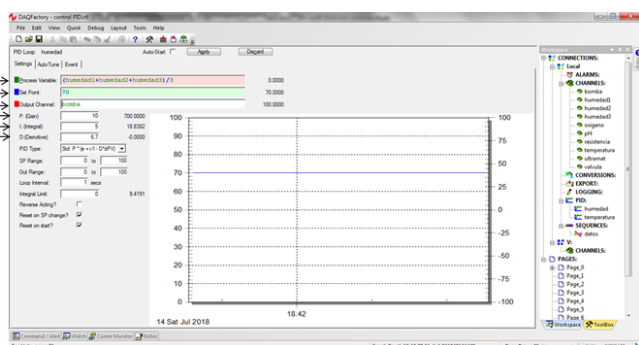 DAQFactory - control PID.ctl
File Edit View Quick Debug Layout Tools Help
PID Loop: humedad Auto-Start: Apply Discard
Settings AutoTune Event
Process Variable: (humedad1+humedad2+humedad3)/3 0.0000
Set Point: 70 70.0000
Output Channel: bomba 100.0000
P: (Gain) 10 700.0000
I: (Integral) 5 18.8382
D:(Derivitive) 6.7 -0.0000
PID Type: Std: P * (e + i/I - D*dPV)
SP Range: 0 to 100
Out Range: 0 to 100
Loop Interval: 1 secs
Integral Limit: 0 9.4191
Reverse Acting?
Reset on SP change?
Reset on start?
100
90
80
70
60
50
40
30
20
10
0
100
75
50
25
0
-25
-50
-75
-100
18:42
14 Sat Jul 2018
Workspace
CONNECTIONS:
Local
ALARMS:
CHANNELS:
bomba
humedad1
humedad2
humedad3
oxigeno
pH
resistencia
temperatura
ultramat
valvula
CONVERSIONS:
EXPORT:
LOGGING:
PID:
humedad
temperatura
SEQUENCES:
datos
V:
CHANNELS:
PAGES:
Page_0
Page_1
Page_2
Page_3
Page_4
Page_5
Page_6
Workspace ToolBox
Command / Alert Watch Comm Monitor Notes